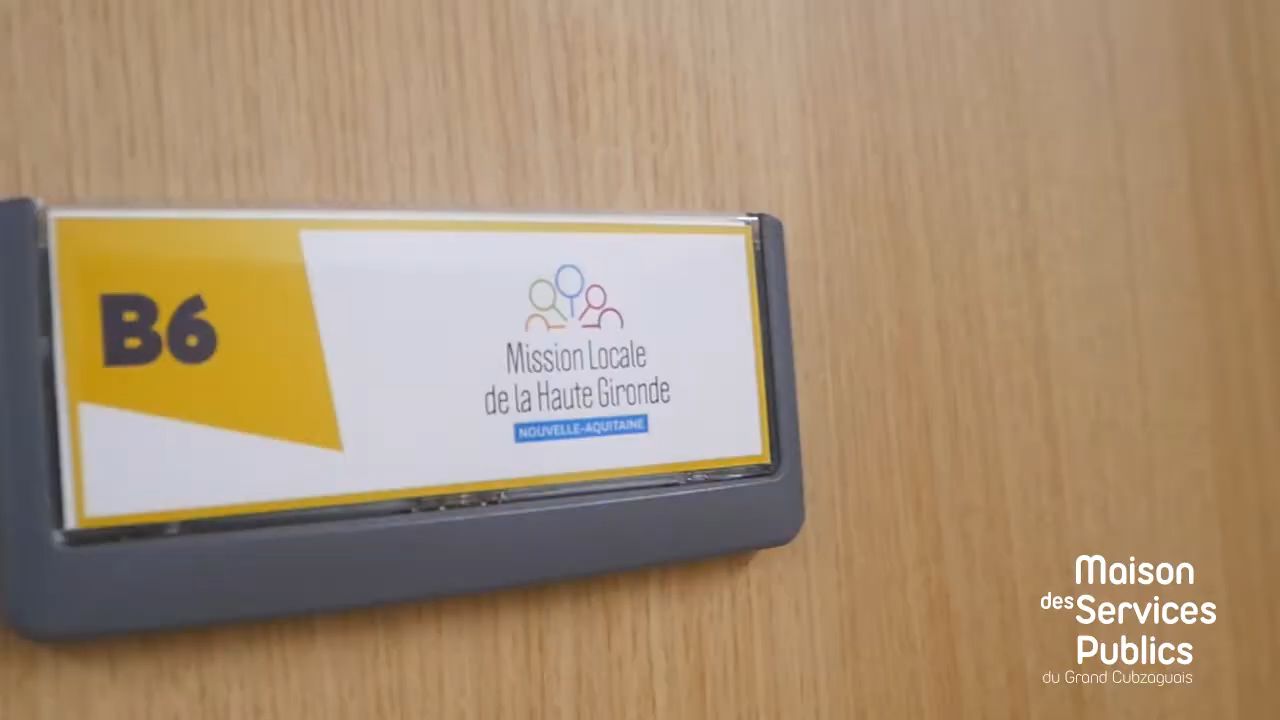 B6
Mission Locale
de la Haute Gironde
NOUVELLE-AQUITAINE
Maison
des Services
Publics
du Grand Cubzaguais